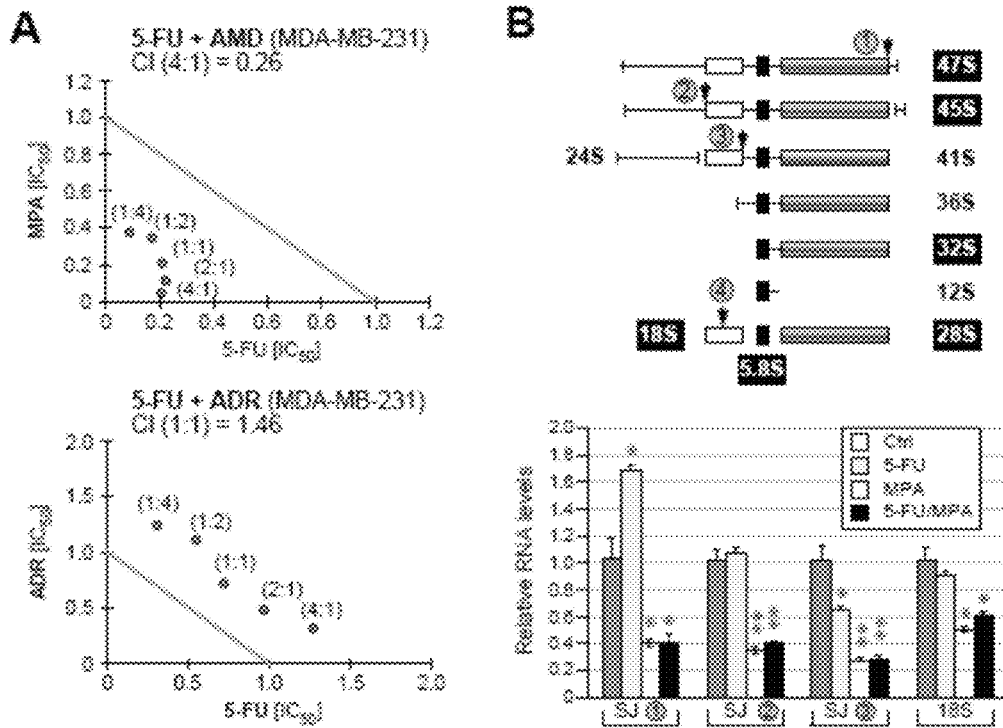 A
5-FU + AMD (MDA-MB-231)
CI (4:1) = 0.26
1.2
1.0
0.8
0.6
0.4
0.2
0
MPA [IC50]
(1:4)
(1:2)
(1:1)
(2:1)
(4:1)
0 0.2 0.4 0.6 0.8 1.0 1.2
5-FU [IC50]
5-FU + ADR (MDA-MB-231)
CI (1:1) = 1.46
2.0
1.5
1.0
0.5
0
ADR [IC50]
(1:4)
(1:2)
(1:1)
(2:1)
(4:1)
0 0.5 1.0 1.5 2.0
5-FU [IC50]
B
① 47S
② 45S
24S ③ 41S
36S
32S
12S
④
18S 28S
5.8S
2.0
1.8
1.6
1.4
1.2
1.0
0.8
0.6
0.4
0.2
0
Relative RNA levels
Ctrl
5-FU
MPA
5-FU:MPA
SJ ① SJ ② SJ ③ 18S